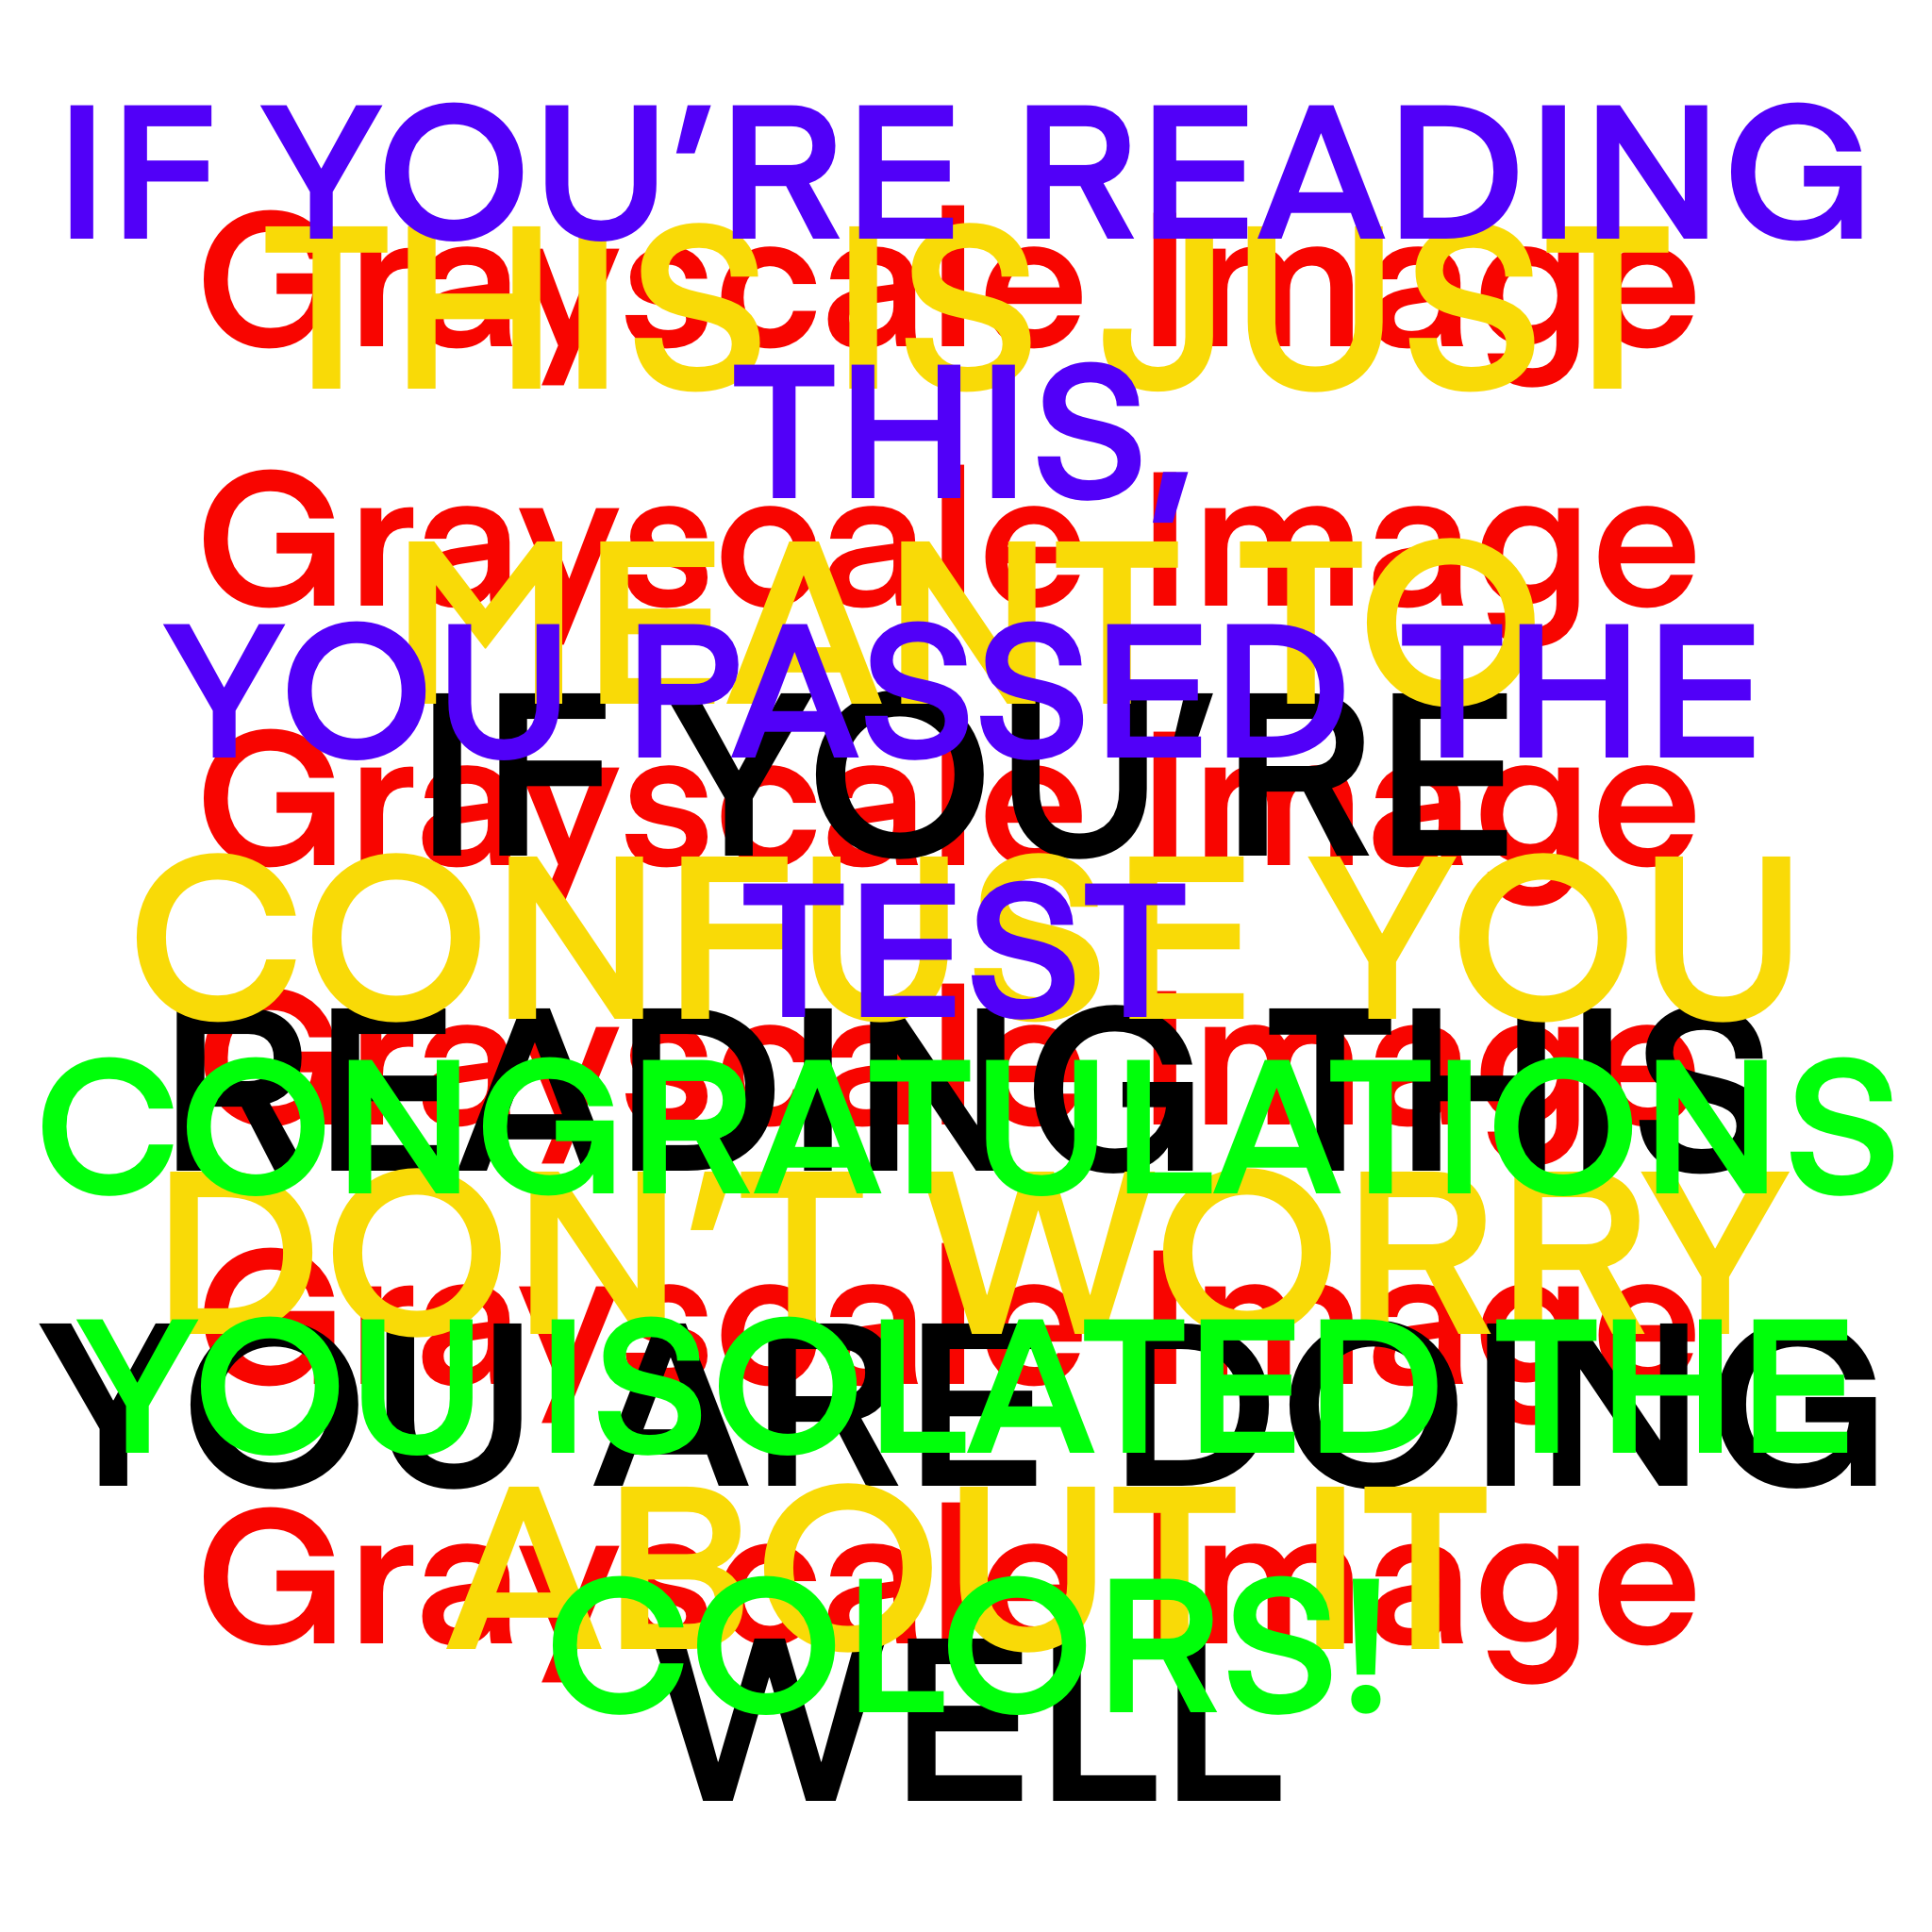 IF YOU'RE READING
THIS,
YOU PASSED THE
TEST
CONGRATULATIONS
YOU ISOLATED THE
COLORS!
THIS IS JUST
MEANT TO
CONFUSE YOU
DON'T WORRY
ABOUT IT
IF YOU'RE
READING THIS
YOU ARE DOING
WELL
Grayscale Image
Grayscale Image
Grayscale Image
Grayscale Image
Grayscale Image
Grayscale Image